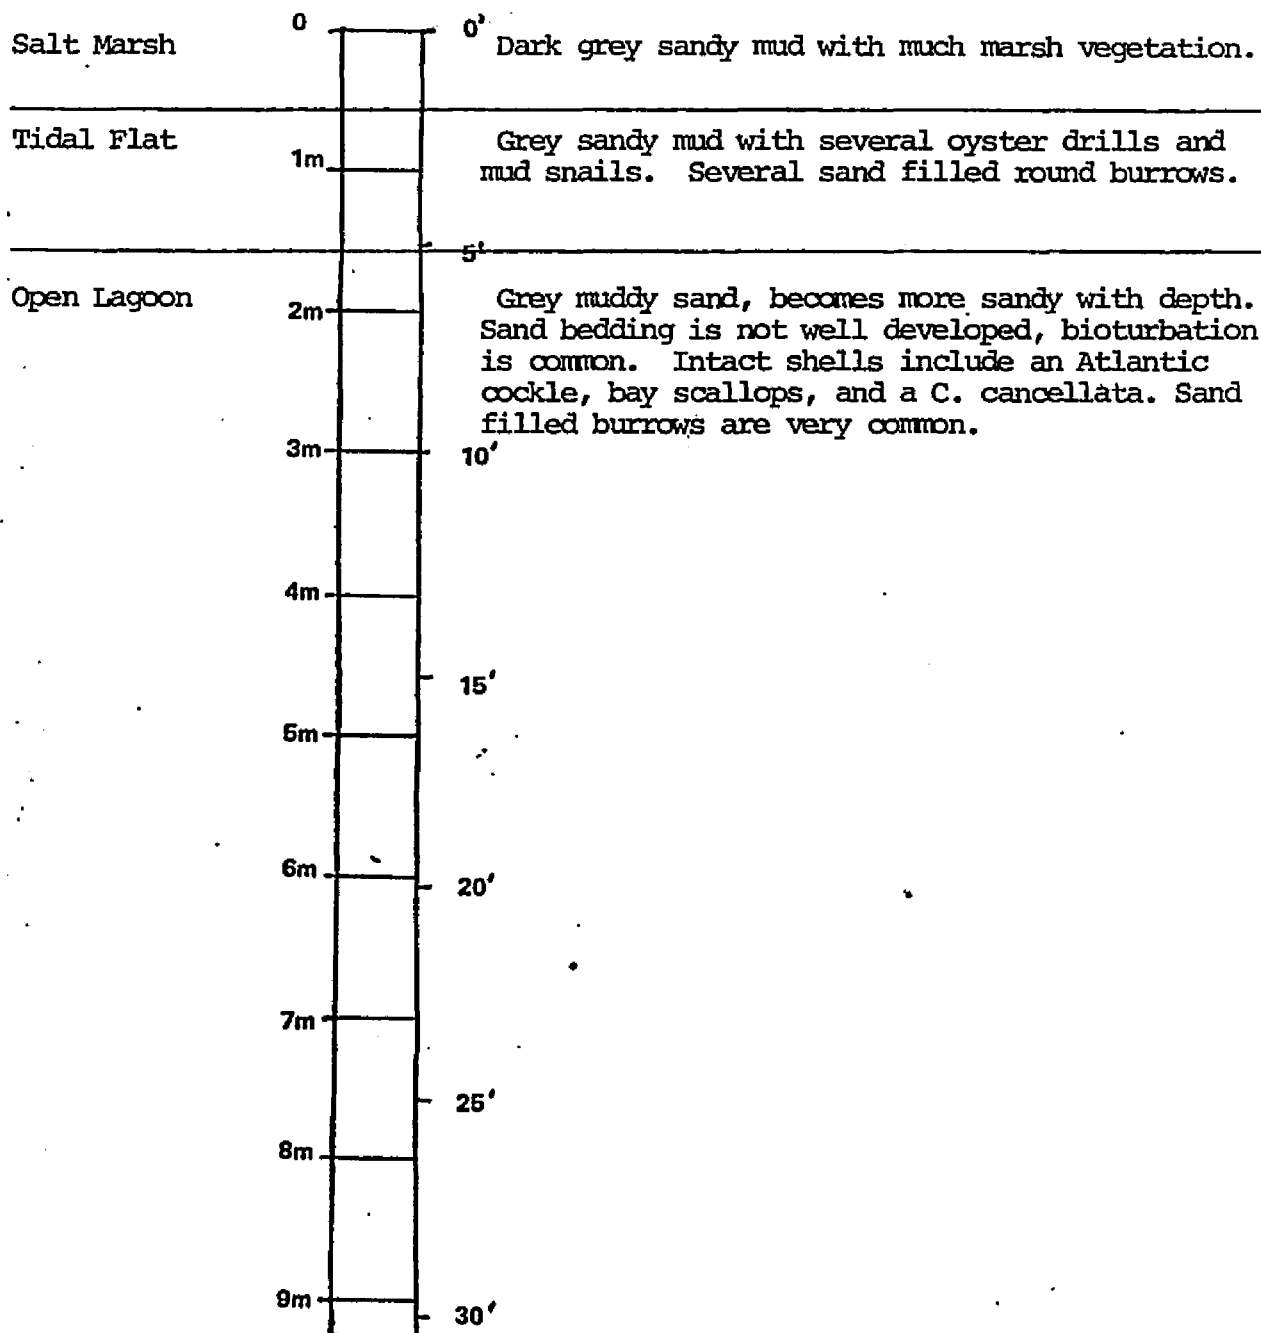 0 0'
Salt Marsh Dark grey sandy mud with much marsh vegetation.
Tidal Flat Grey sandy mud with several oyster drills and
1m mud snails. Several sand filled round burrows.
5'
Open Lagoon Grey muddy sand, becomes more sandy with depth.
2m Sand bedding is not well developed, bioturbation
is common. Intact shells include an Atlantic
cockle, bay scallops, and a C. cancellata. Sand
filled burrows are very common.
3m 10'
4m
15'
5m
6m 20'
7m
25'
8m
9m 30'